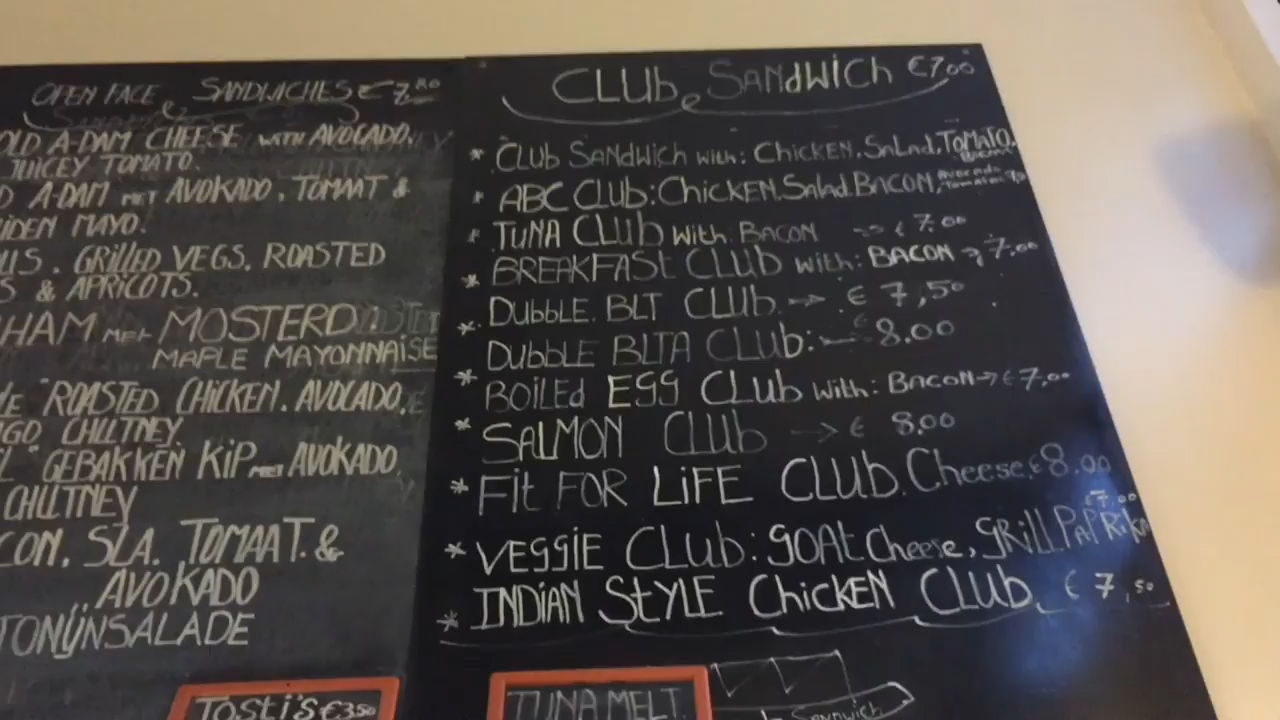 OPEN FACE SANDWICHES € 7.80
OLD A-DAM CHEESE WITH AVOCADO.
JUICEY TOMATO.
A-DAM MET AVOKADO, TOMAAT &
MAYO.
GRILLED VEGS. ROASTED
& APRICOTS.
HAM MET MOSTERD
MAPLE MAYONNAISE
ROASTED CHICKEN. AVOCADO.
CHUTNEY
GEBAKKEN KIP MET AVOKADO
CHUTNEY
SLA. TOMAAT. &
AVOKADO
TONIJNSALADE
Tosti's €3.50
CLUB SANdWICH €7,00
* CLUB SANdWICH with: CHICKEN. SaLad. TOMATO.
Bacon
* ABC CLUB: CHICKEN. Salad. BACON, Avocado
* TUNA CLUB With BACON € 7.00
* BREAKFASt CLUB with: BACON → 7.00
DUBBLE. BLT CLUB. → € 7,50
* DUBBLE BLTA CLUB: 8.00
* BOiLEd EGG CLUB With: BACON → € 7,00
* SALMON CLUB → € 8.00
* Fit FOR LiFE CLUB. Cheese. € 8.00
€7.00
* VEGGiE CLUB: GOAt Cheese, GRiLL PAPRiKA
* INDiAN StYLE ChicKEN CLUB, € 7,50
TUNA MELT
Sandwich